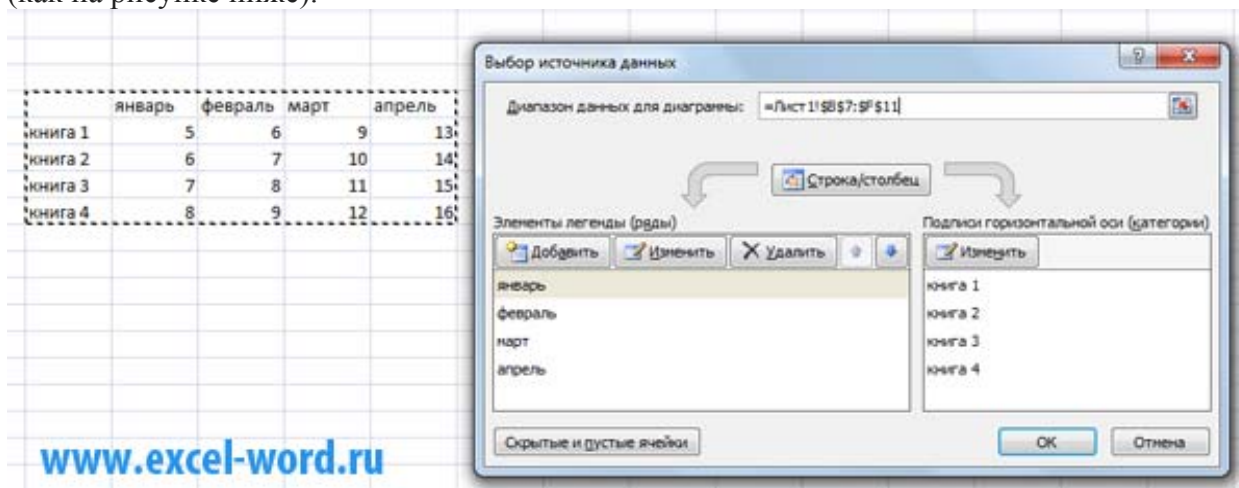 (как на рисунке ниже).
Выбор источника данных
Диапазон данных для диаграммы: =Лист1!$B$7:$F$11
январь февраль март апрель
книга 1 5 6 9 13
книга 2 6 7 10 14
книга 3 7 8 11 15
книга 4 8 9 12 16
Строка/столбец
Элементы легенды (ряды)
Добавить Изменить Удалить
январь
февраль
март
апрель
Подписи горизонтальной оси (категории)
Изменить
книга 1
книга 2
книга 3
книга 4
Скрытые и пустые ячейки
ОК Отмена
www.excel-word.ru